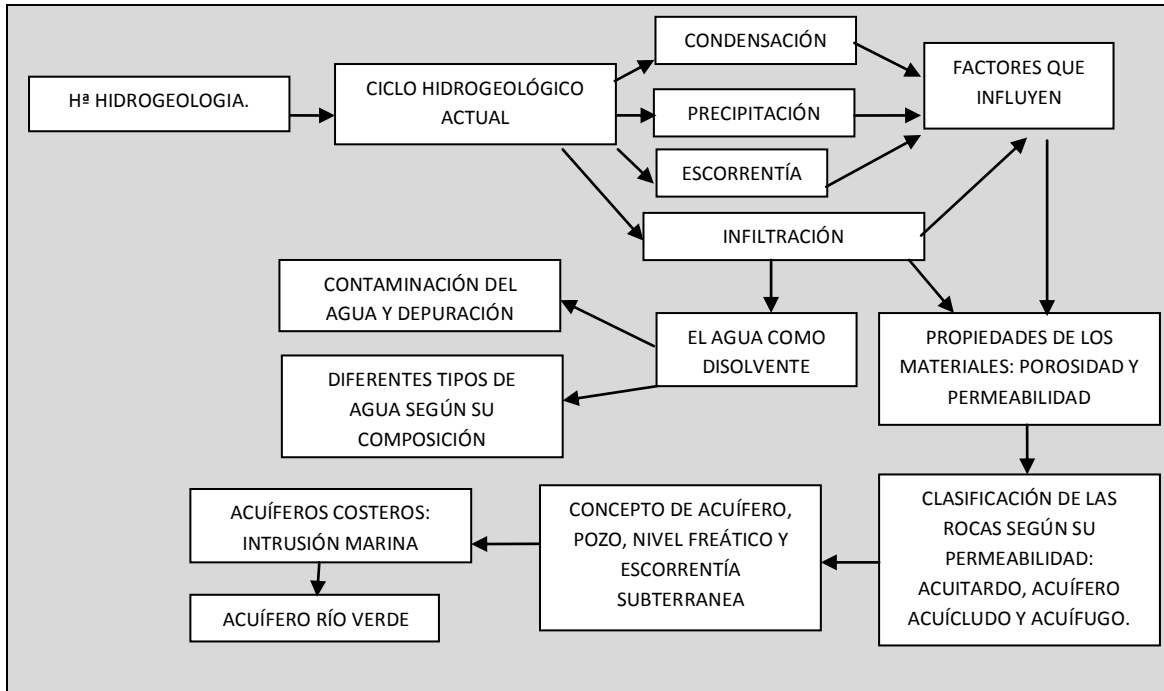 CONDENSACIÓN
FACTORES QUE
INFLUYEN
Hª HIDROGEOLOGIA.
CICLO HIDROGEOLÓGICO
ACTUAL
PRECIPITACIÓN
ESCORRENTÍA
INFILTRACIÓN
CONTAMINACIÓN DEL
AGUA Y DEPURACIÓN
EL AGUA COMO
DISOLVENTE
PROPIEDADES DE LOS
MATERIALES: POROSIDAD Y
PERMEABILIDAD
DIFERENTES TIPOS DE
AGUA SEGÚN SU
COMPOSICIÓN
CLASIFICACIÓN DE LAS
ROCAS SEGÚN SU
PERMEABILIDAD:
ACUITARDO, ACUÍFERO
ACUÍCLUDO Y ACUÍFUGO.
CONCEPTO DE ACUÍFERO,
POZO, NIVEL FREÁTICO Y
ESCORRENTÍA
SUBTERRANEA
ACUÍFEROS COSTEROS:
INTRUSIÓN MARINA
ACUÍFERO RÍO VERDE